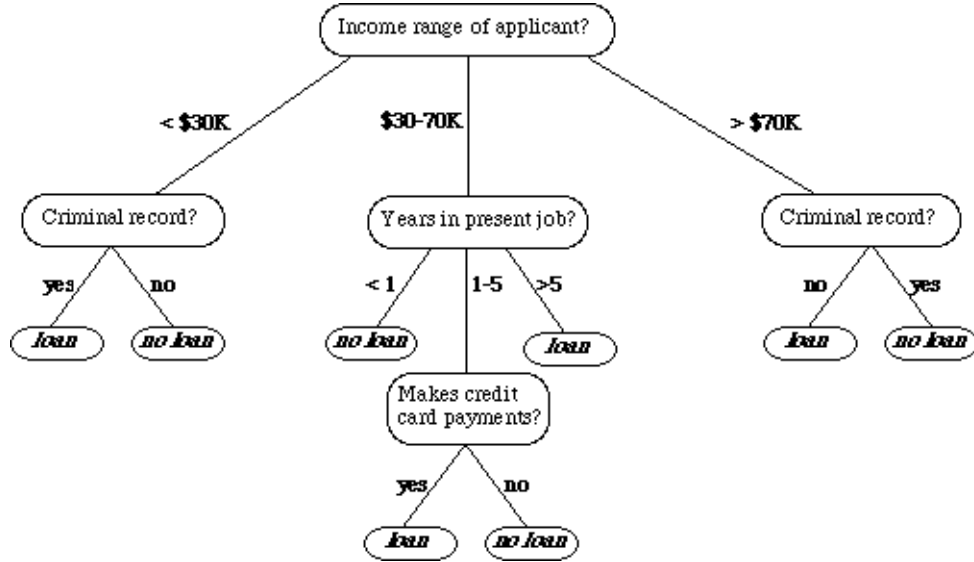 Income range of applicant?
< $30K
$30-70K
> $70K
Criminal record?
Years in present job?
Criminal record?
yes
no
< 1
1-5
>5
no
yes
loan
no loan
no loan
loan
loan
no loan
Makes credit
card payments?
yes
no
loan
no loan